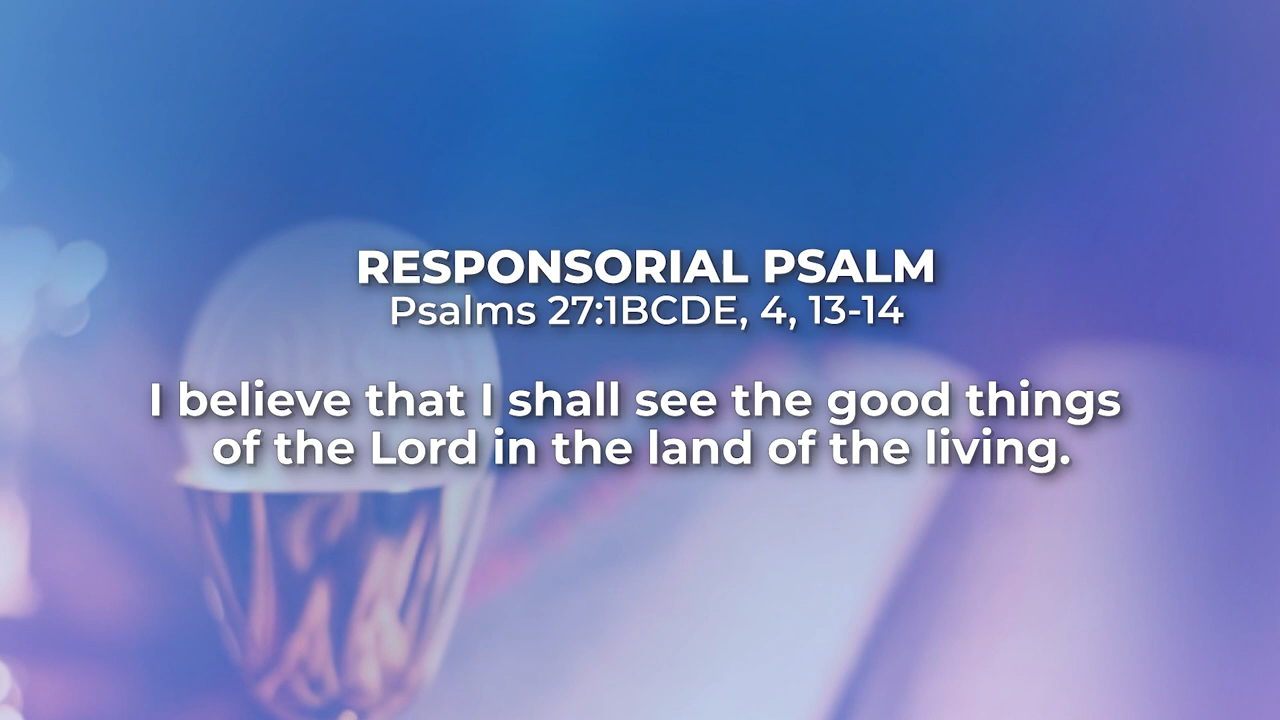 RESPONSORIAL PSALM
Psalms 27:1BCDE, 4, 13-14
I believe that I shall see the good things
of the Lord in the land of the living.